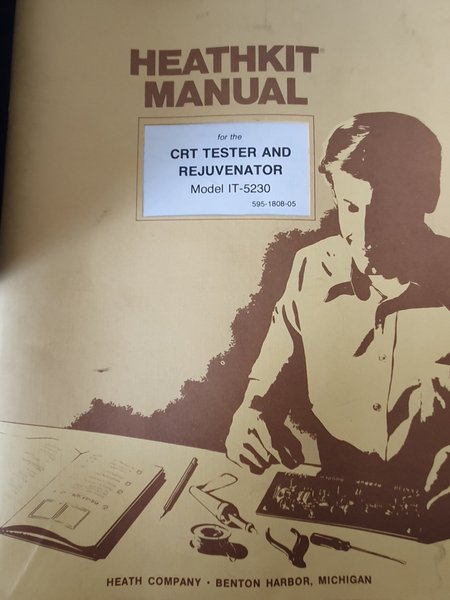 HEATHKIT®
MANUAL
for the
CRT TESTER AND
REJUVENATOR
Model IT-5230
595-1808-05
HEATH COMPANY • BENTON HARBOR, MICHIGAN